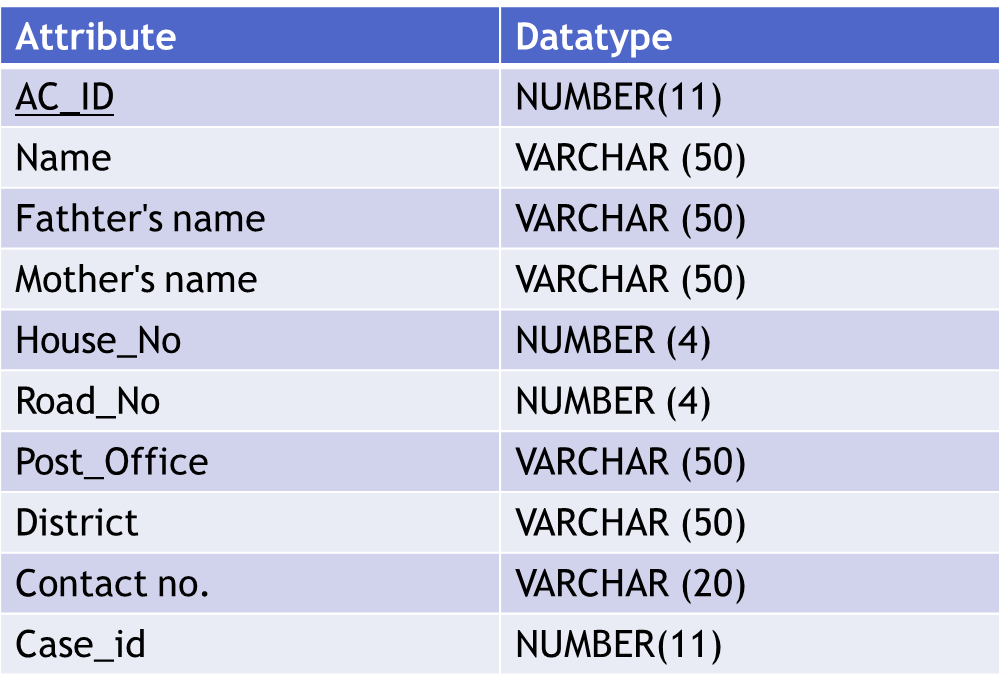 Attribute Datatype
AC_ID NUMBER(11)
Name VARCHAR (50)
Fathter's name VARCHAR (50)
Mother's name VARCHAR (50)
House_No NUMBER (4)
Road_No NUMBER (4)
Post_Office VARCHAR (50)
District VARCHAR (50)
Contact no. VARCHAR (20)
Case_id NUMBER(11)